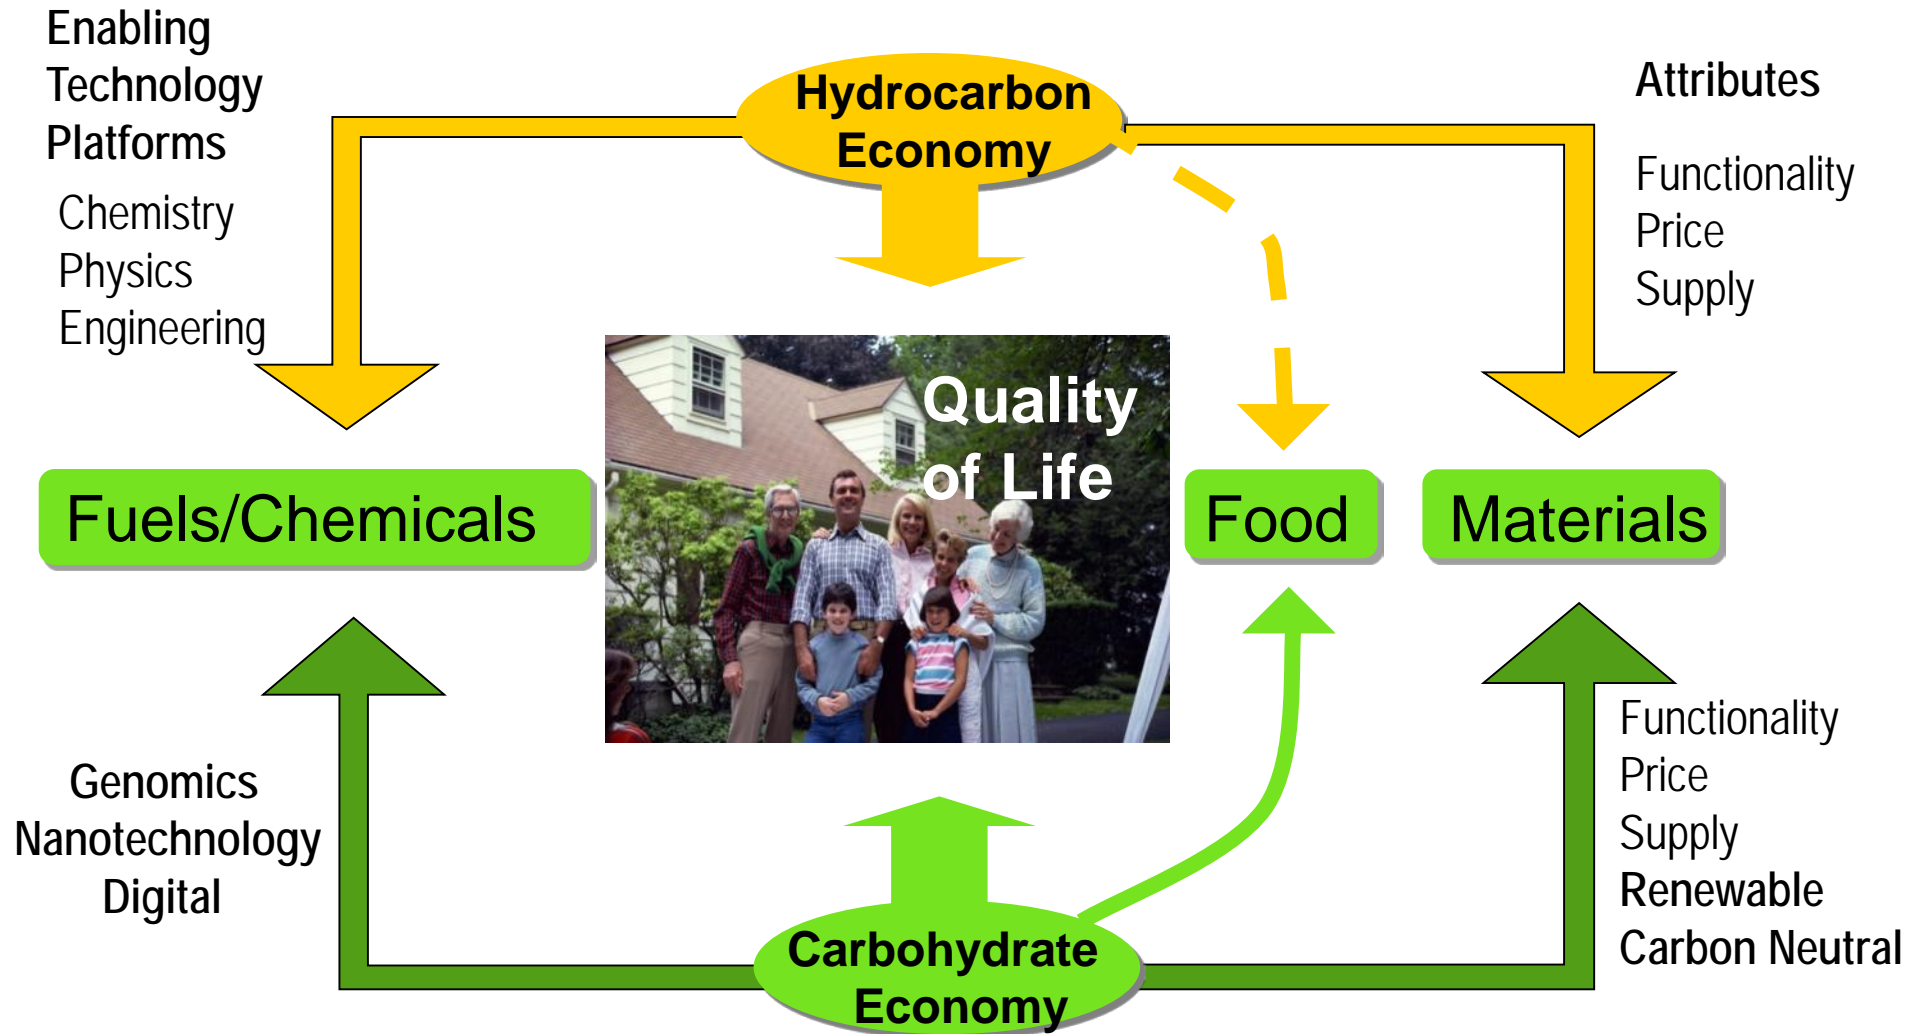 Enabling
Technology
Platforms
Chemistry
Physics
Engineering
Hydrocarbon
Economy
Attributes
Functionality
Price
Supply
Quality
of Life
Fuels/Chemicals
Food
Materials
Genomics
Nanotechnology
Digital
Carbohydrate
Economy
Functionality
Price
Supply
Renewable
Carbon Neutral